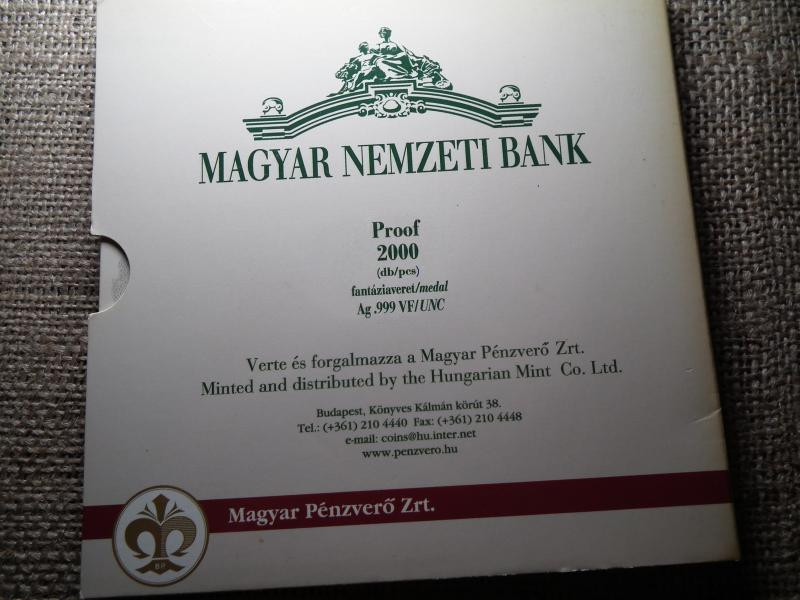 MAGYAR NEMZETI BANK
Proof
2000
(db/pcs)
fantáziaveret/medal
Ag .999 VF/UNC
Verte és forgalmazza a Magyar Pénzverő Zrt.
Minted and distributed by the Hungarian Mint Co. Ltd.
Budapest, Könyves Kálmán körút 38.
Tel.: (+361) 210 4440 Fax: (+361) 210 4448
e-mail: coins@hu.inter.net
www.penzvero.hu
Magyar Pénzverő Zrt.
BP.